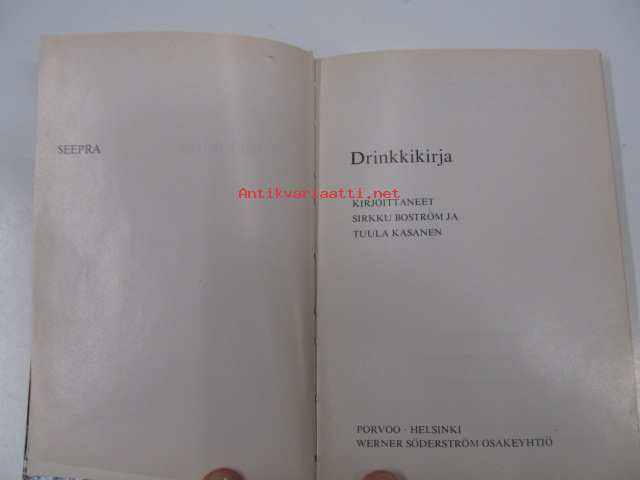 SEEPRA
Antikvariaatti.net
Drinkkikirja
KIRJOITTANEET
SIRKKU BOSTRÖM JA
TUULA KASANEN
PORVOO · HELSINKI
WERNER SÖDERSTRÖM OSAKEYHTIÖ